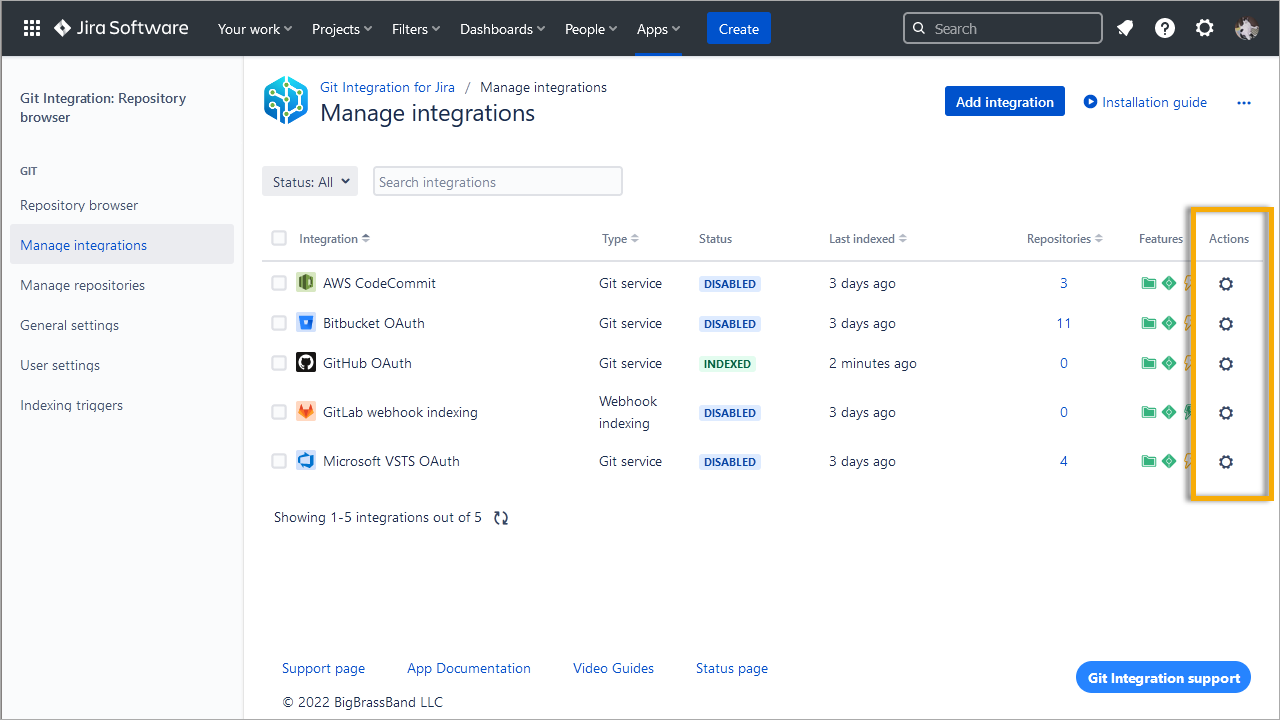 Jira Software
Your work
Projects
Filters
Dashboards
People
Apps
Create
Search
Git Integration: Repository
browser
GIT
Repository browser
Manage integrations
Manage repositories
General settings
User settings
Indexing triggers
Git Integration for Jira / Manage integrations
Manage integrations
Add integration
Installation guide
Status: All
Search integrations
Integration Type Status Last indexed Repositories Features Actions
AWS CodeCommit Git service DISABLED 3 days ago 3
Bitbucket OAuth Git service DISABLED 3 days ago 11
GitHub OAuth Git service INDEXED 2 minutes ago 0
GitLab webhook indexing Webhook
indexing DISABLED 3 days ago 0
Microsoft VSTS OAuth Git service DISABLED 3 days ago 4
Showing 1-5 integrations out of 5
Support page App Documentation Video Guides Status page
Git Integration support
© 2022 BigBrassBand LLC